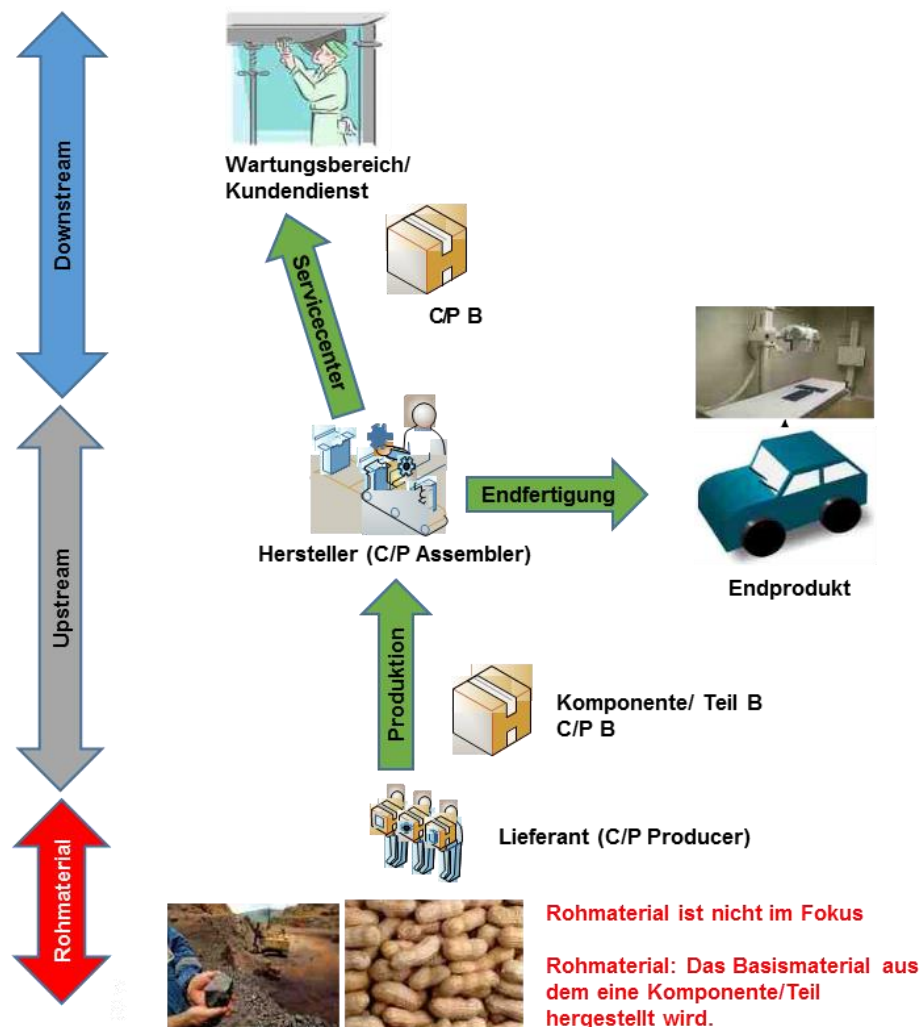 Downstream
Wartungsbereich/
Kundendienst
Servicecenter
C/P B
Upstream
Endfertigung
Hersteller (C/P Assembler)
Endprodukt
Produktion
Komponente/ Teil B
C/P B
Lieferant (C/P Producer)
Rohmaterial
Rohmaterial ist nicht im Fokus
Rohmaterial: Das Basismaterial aus
dem eine Komponente/Teil
hergestellt wird.